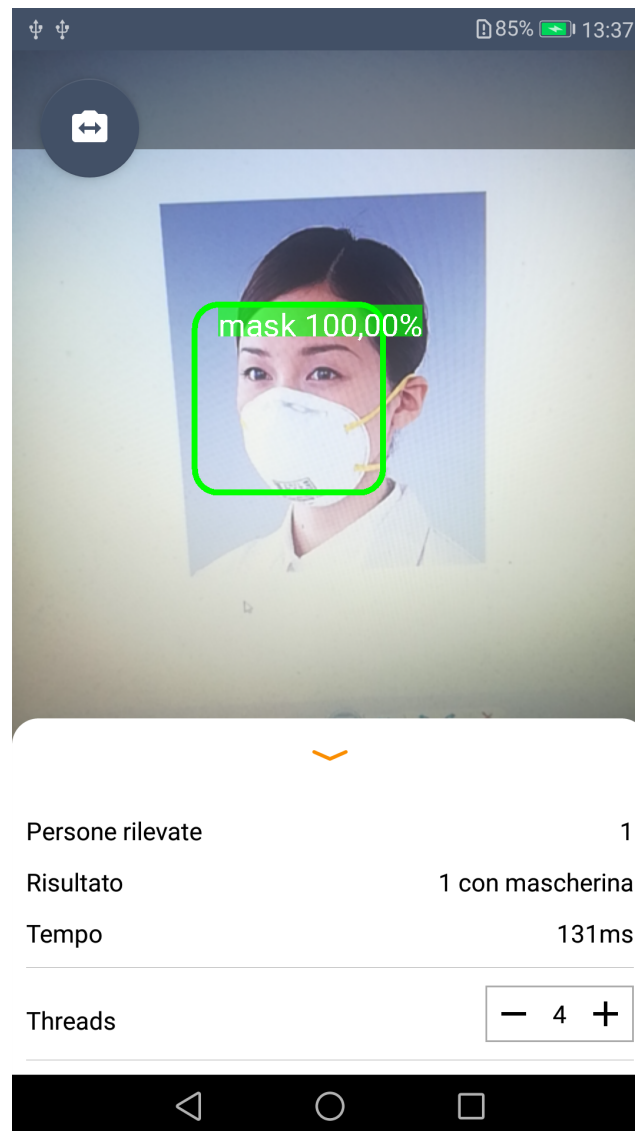 85% 13:37
mask 100,00%
Persone rilevate 1
Risultato 1 con mascherina
Tempo 131ms
Threads 4